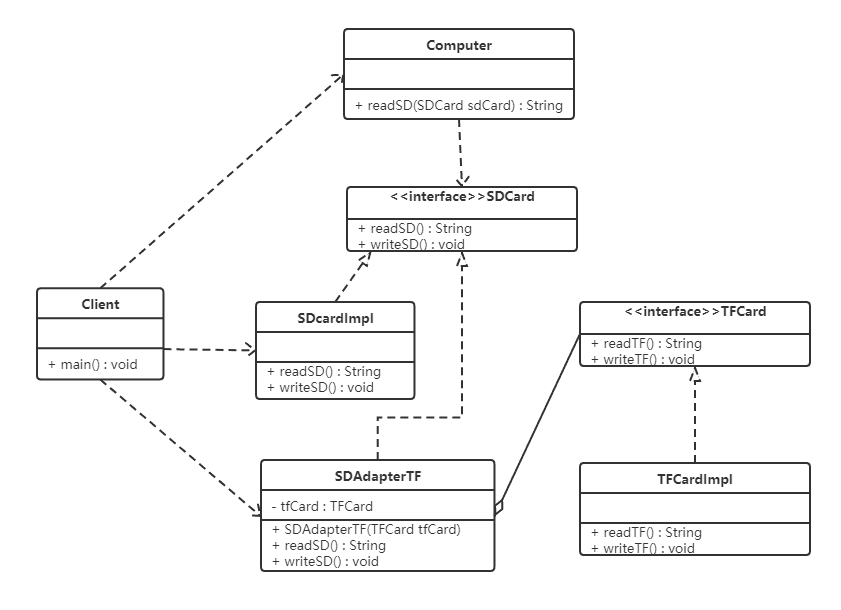 Computer
+ readSD(SDCard sdCard) : String
<<interface>>SDCard
+ readSD() : String
+ writeSD() : void
Client
+ main() : void
SDcardImpl
+ readSD() : String
+ writeSD() : void
<<interface>>TFCard
+ readTF() : String
+ writeTF() : void
SDAdapterTF
- tfCard : TFCard
+ SDAdapterTF(TFCard tfCard)
+ readSD() : String
+ writeSD() : void
TFCardImpl
+ readTF() : String
+ writeTF() : void